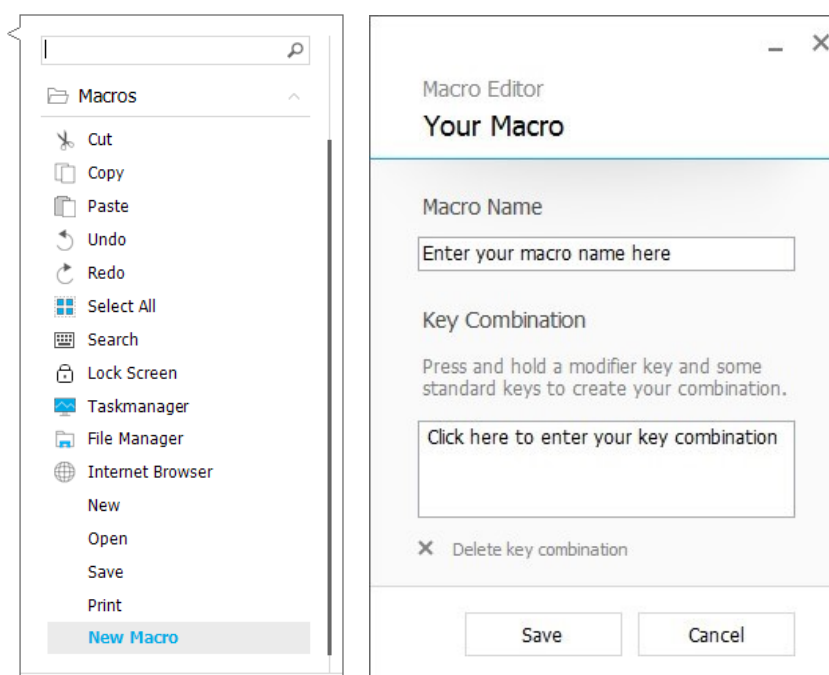 Macros
Cut
Copy
Paste
Undo
Redo
Select All
Search
Lock Screen
Taskmanager
File Manager
Internet Browser
New
Open
Save
Print
New Macro
Macro Editor
Your Macro
Macro Name
Enter your macro name here
Key Combination
Press and hold a modifier key and some
standard keys to create your combination.
Click here to enter your key combination
Delete key combination
Save
Cancel